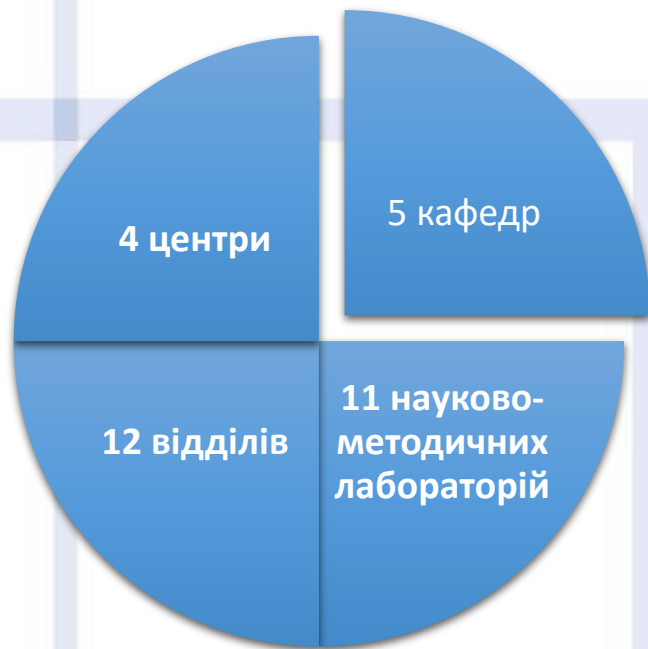 4 центри
5 кафедр
12 відділів
11 науково-
методичних
лабораторій